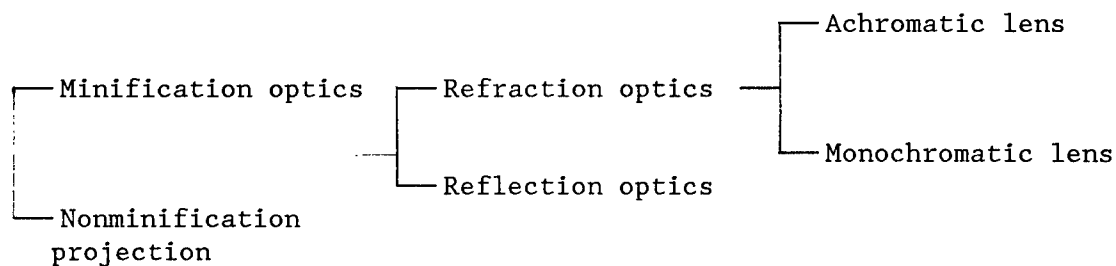 Achromatic lens
Minification optics
Refraction optics
Monochromatic lens
Reflection optics
Nonminification
projection